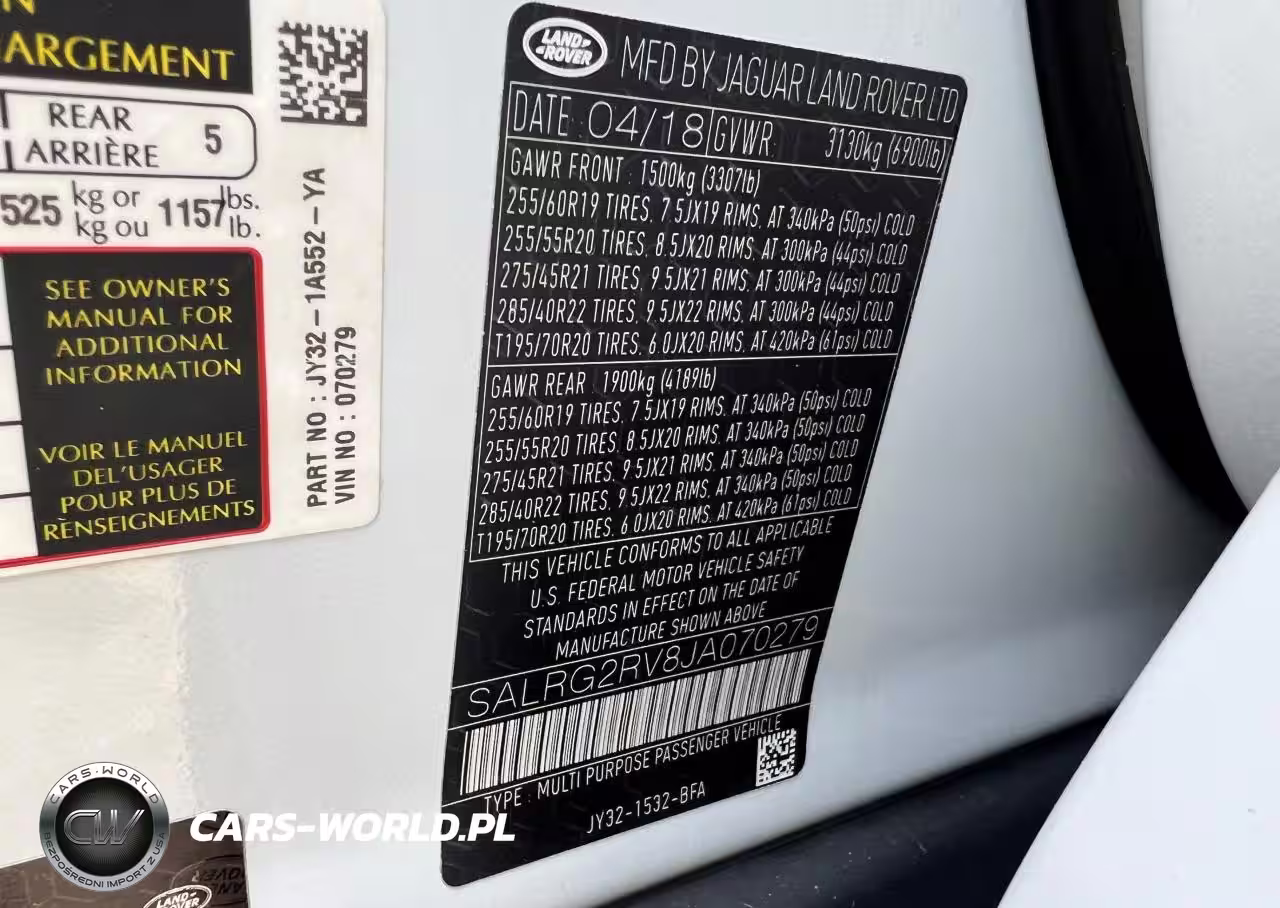 N
ARGEMENT
REAR
ARRIÈRE 5
525 kg or
kg ou 1157 lbs.
lb.
SEE OWNER'S
MANUAL FOR
ADDITIONAL
INFORMATION
VOIR LE MANUEL
DEL'USAGER
POUR PLUS DE
RENSEIGNEMENTS
PART NO : JY32-1A552-YA
VIN NO : 070279
LAND ROVER
MFD BY JAGUAR LAND ROVER LTD
DATE : 04/18 GVWR: 3130kg (6900lb)
GAWR FRONT : 1500kg (3307lb)
255/60R19 TIRES, 7.5JX19 RIMS, AT 340kPa (50psi) COLD
255/55R20 TIRES, 8.5JX20 RIMS, AT 300kPa (44psi) COLD
275/45R21 TIRES, 9.5JX21 RIMS, AT 300kPa (44psi) COLD
285/40R22 TIRES, 9.5JX22 RIMS, AT 300kPa (44psi) COLD
T195/70R20 TIRES, 6.0JX20 RIMS, AT 420kPa (61psi) COLD
GAWR REAR : 1900kg (4189lb)
255/60R19 TIRES, 7.5JX19 RIMS, AT 340kPa (50psi) COLD
255/55R20 TIRES, 8.5JX20 RIMS, AT 340kPa (50psi) COLD
275/45R21 TIRES, 9.5JX21 RIMS, AT 340kPa (50psi) COLD
285/40R22 TIRES, 9.5JX22 RIMS, AT 340kPa (50psi) COLD
T195/70R20 TIRES, 6.0JX20 RIMS, AT 420kPa (61psi) COLD
THIS VEHICLE CONFORMS TO ALL APPLICABLE
U.S. FEDERAL MOTOR VEHICLE SAFETY
STANDARDS IN EFFECT ON THE DATE OF
MANUFACTURE SHOWN ABOVE
SALRG2RV8JA070279
TYPE : MULTI PURPOSE PASSENGER VEHICLE
JY32-1532-BFA
CARS-WORLD
CW
BEZPOŚREDNI IMPORT Z USA
CARS-WORLD.PL
LAND ROVER